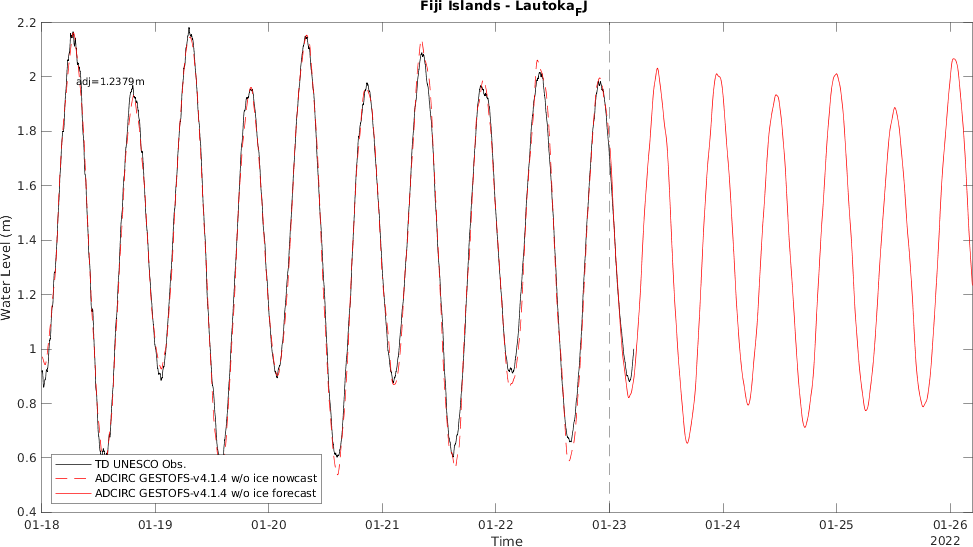 Fiji Islands - Lautoka_FJ
2.2
2
1.8
1.6
1.4
1.2
1
0.8
0.6
0.4
Water Level (m)
adj=1.2379m
TD UNESCO Obs.
ADCIRC GESTOFS-v4.1.4 w/o ice nowcast
ADCIRC GESTOFS-v4.1.4 w/o ice forecast
01-18 01-19 01-20 01-21 01-22 01-23 01-24 01-25 01-26
Time 2022